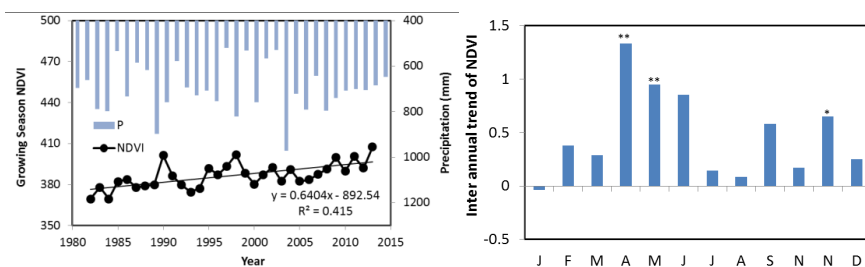 500
470
440
410
380
350
Growing Season NDVI
P
NDVI
y = 0.6404x - 892.54
R² = 0.415
400
600
800
1000
1200
Precipitation (mm)
1980 1985 1990 1995 2000 2005 2010 2015
Year
Inter annual trend of NDVI
1.5
1
0.5
0
-0.5
**
**
*
J F M A M J J A S N N D